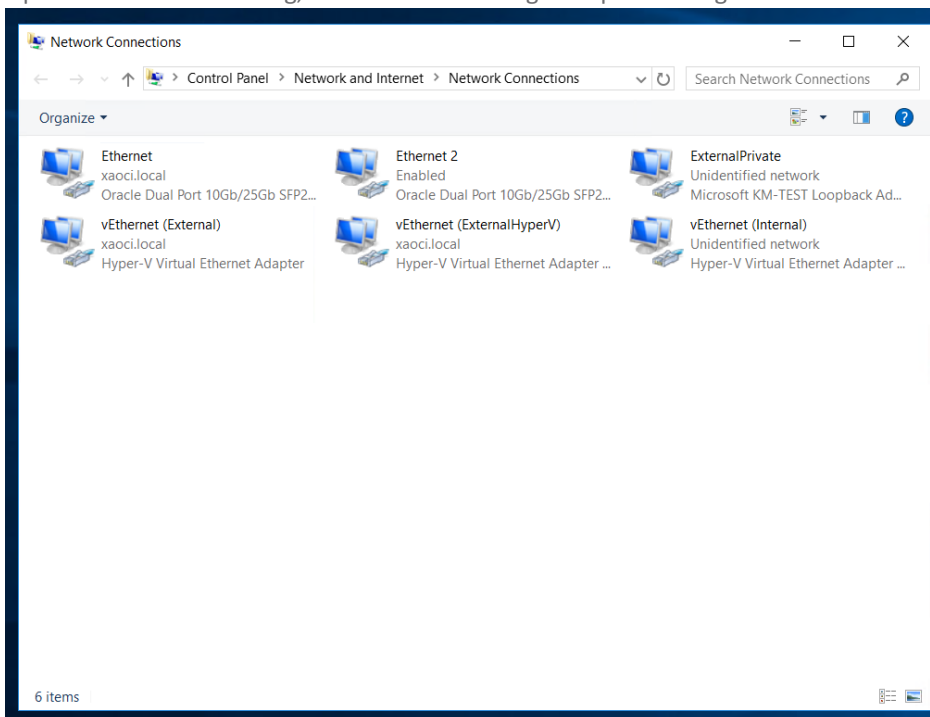 Network Connections
Control Panel > Network and Internet > Network Connections
Search Network Connections
Organize
?
Ethernet
xaoci.local
Oracle Dual Port 10Gb/25Gb SFP2...
Ethernet 2
Enabled
Oracle Dual Port 10Gb/25Gb SFP2...
ExternalPrivate
Unidentified network
Microsoft KM-TEST Loopback Ad...
vEthernet (External)
xaoci.local
Hyper-V Virtual Ethernet Adapter
vEthernet (ExternalHyperV)
xaoci.local
Hyper-V Virtual Ethernet Adapter ...
vEthernet (Internal)
Unidentified network
Hyper-V Virtual Ethernet Adapter ...
6 items